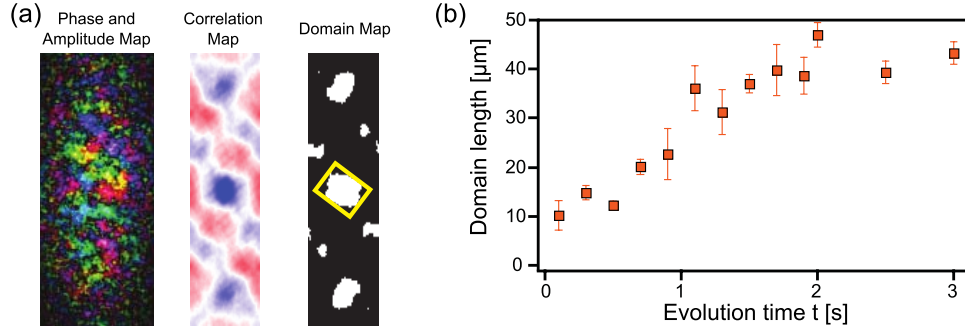 (a)
Phase and
Amplitude Map
Correlation
Map
Domain Map
(b)
Domain length [μm]
50
40
30
20
10
0
0
1
2
3
Evolution time t [s]